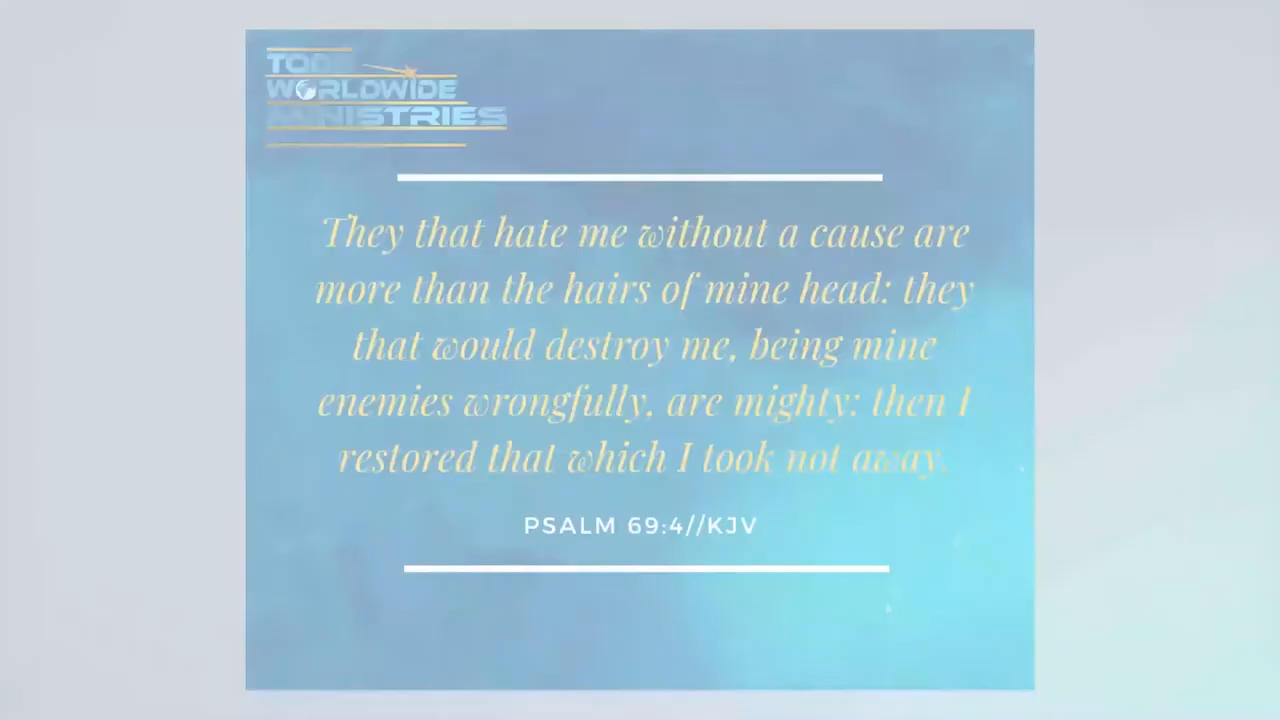 TODD
WORLDWIDE
MINISTRIES
They that hate me without a cause are
more than the hairs of mine head: they
that would destroy me, being mine
enemies wrongfully, are mighty: then I
restored that which I took not away.
PSALM 69:4//KJV